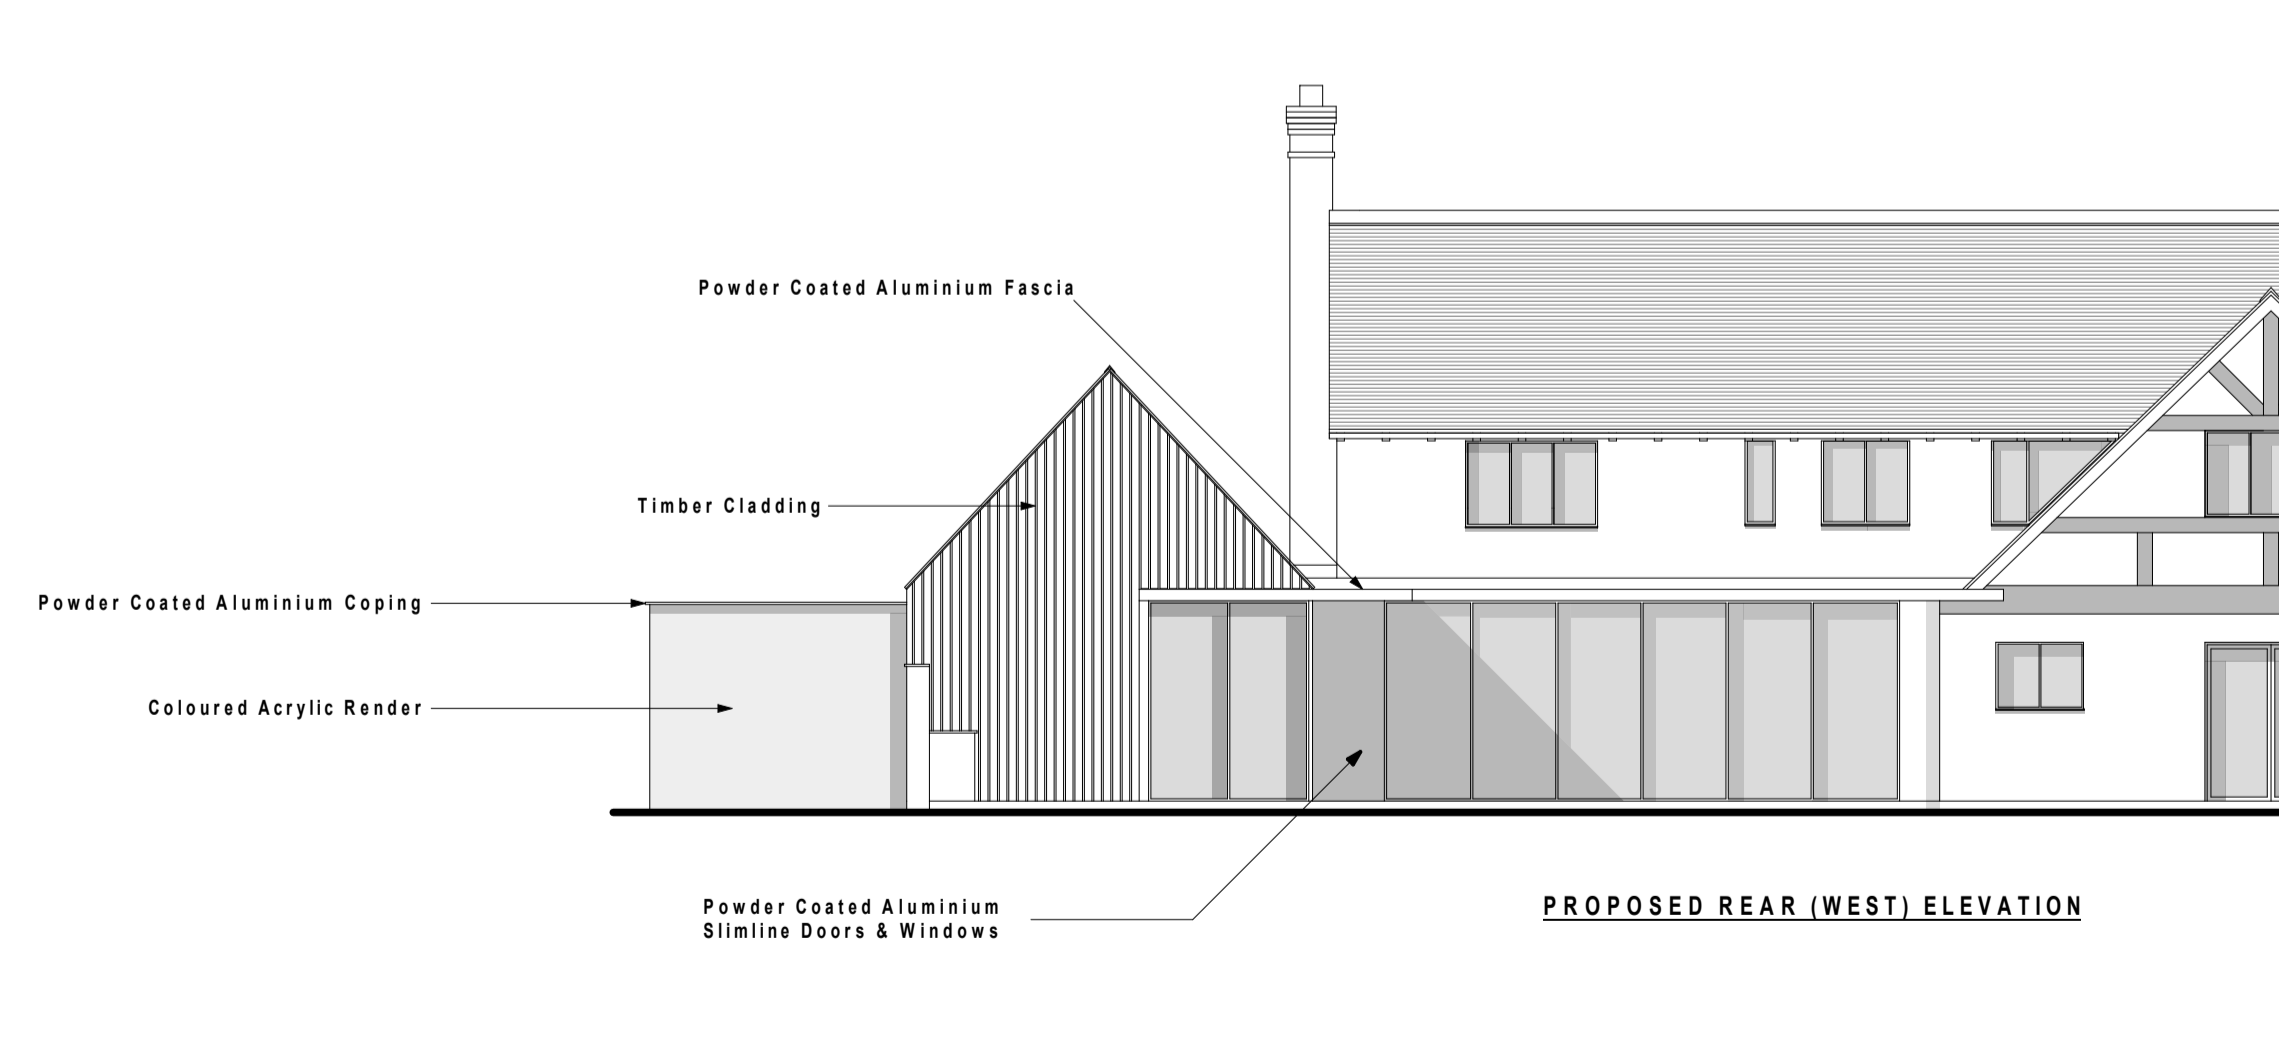 Powder Coated Aluminium Fascia
Timber Cladding
Powder Coated Aluminium Coping
Coloured Acrylic Render
Powder Coated Aluminium
Slimline Doors & Windows
PROPOSED REAR (WEST) ELEVATION